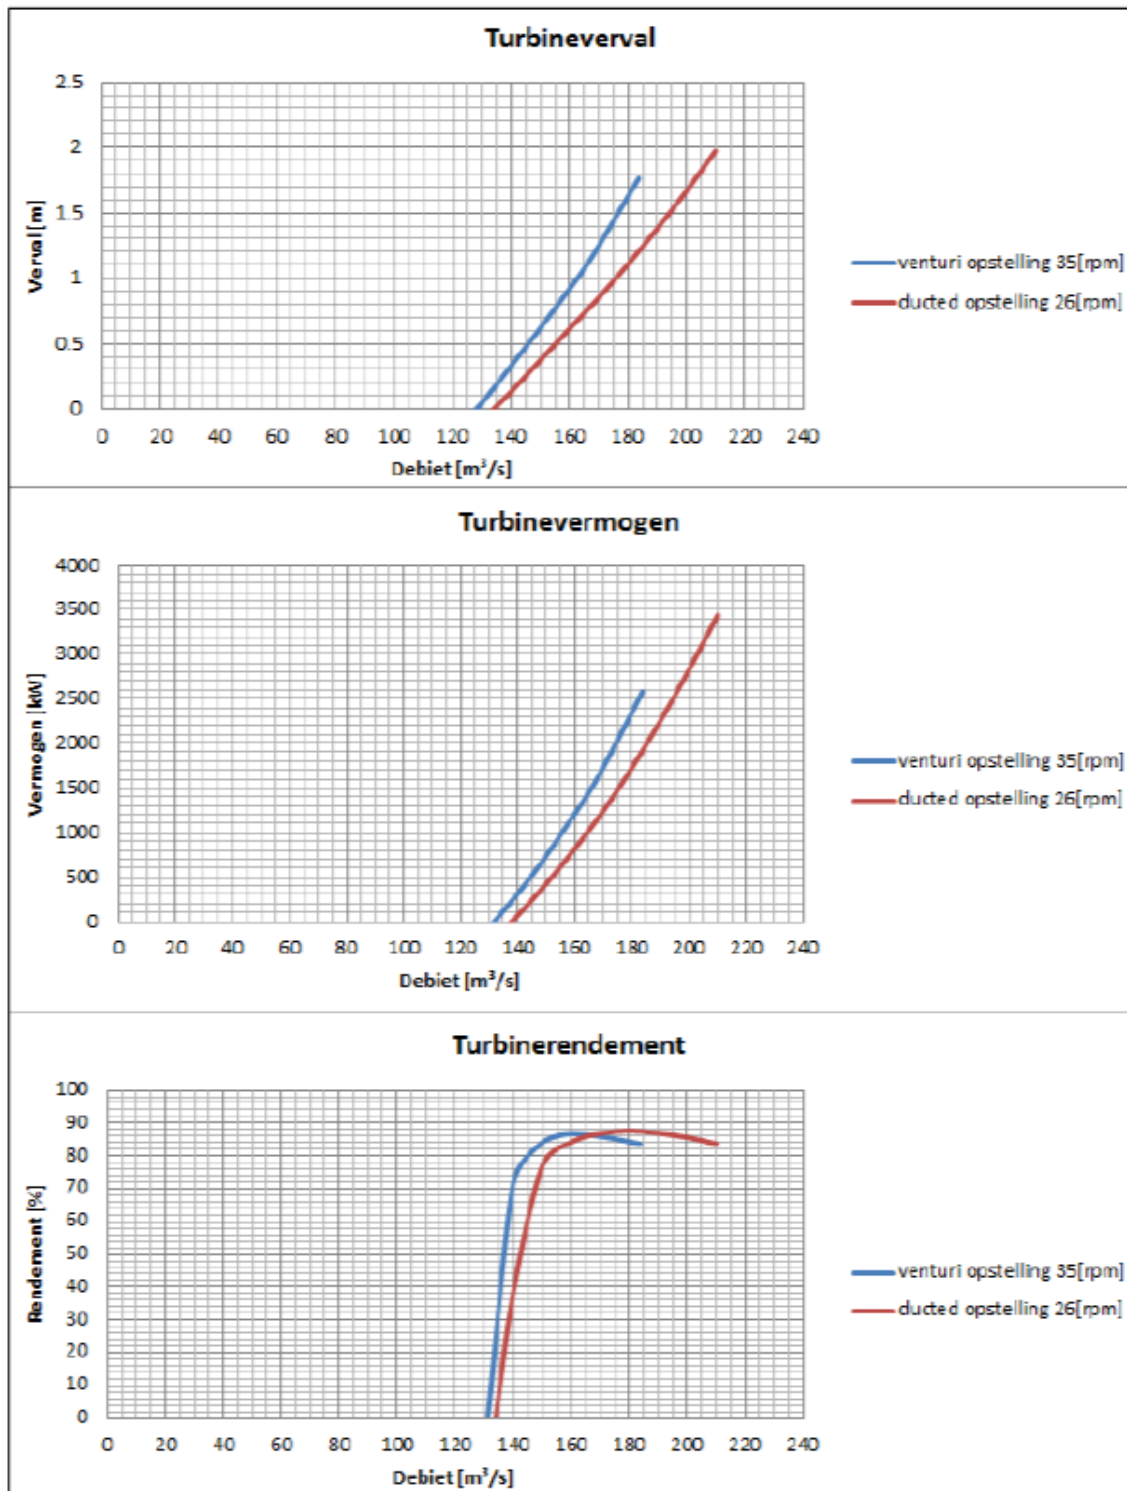 Turbineverval
2.5
2
1.5
1
0.5
0
Verval [m]
0 20 40 60 80 100 120 140 160 180 200 220 240
Debiet [m³/s]
venturi opstelling 35[rpm]
ducted opstelling 26[rpm]
Turbinevermogen
4000
3500
3000
2500
2000
1500
1000
500
0
Vermogen [kW]
0 20 40 60 80 100 120 140 160 180 200 220 240
Debiet [m³/s]
venturi opstelling 35[rpm]
ducted opstelling 26[rpm]
Turbinerendement
100
90
80
70
60
50
40
30
20
10
0
Rendement [%]
0 20 40 60 80 100 120 140 160 180 200 220 240
Debiet [m³/s]
venturi opstelling 35[rpm]
ducted opstelling 26[rpm]